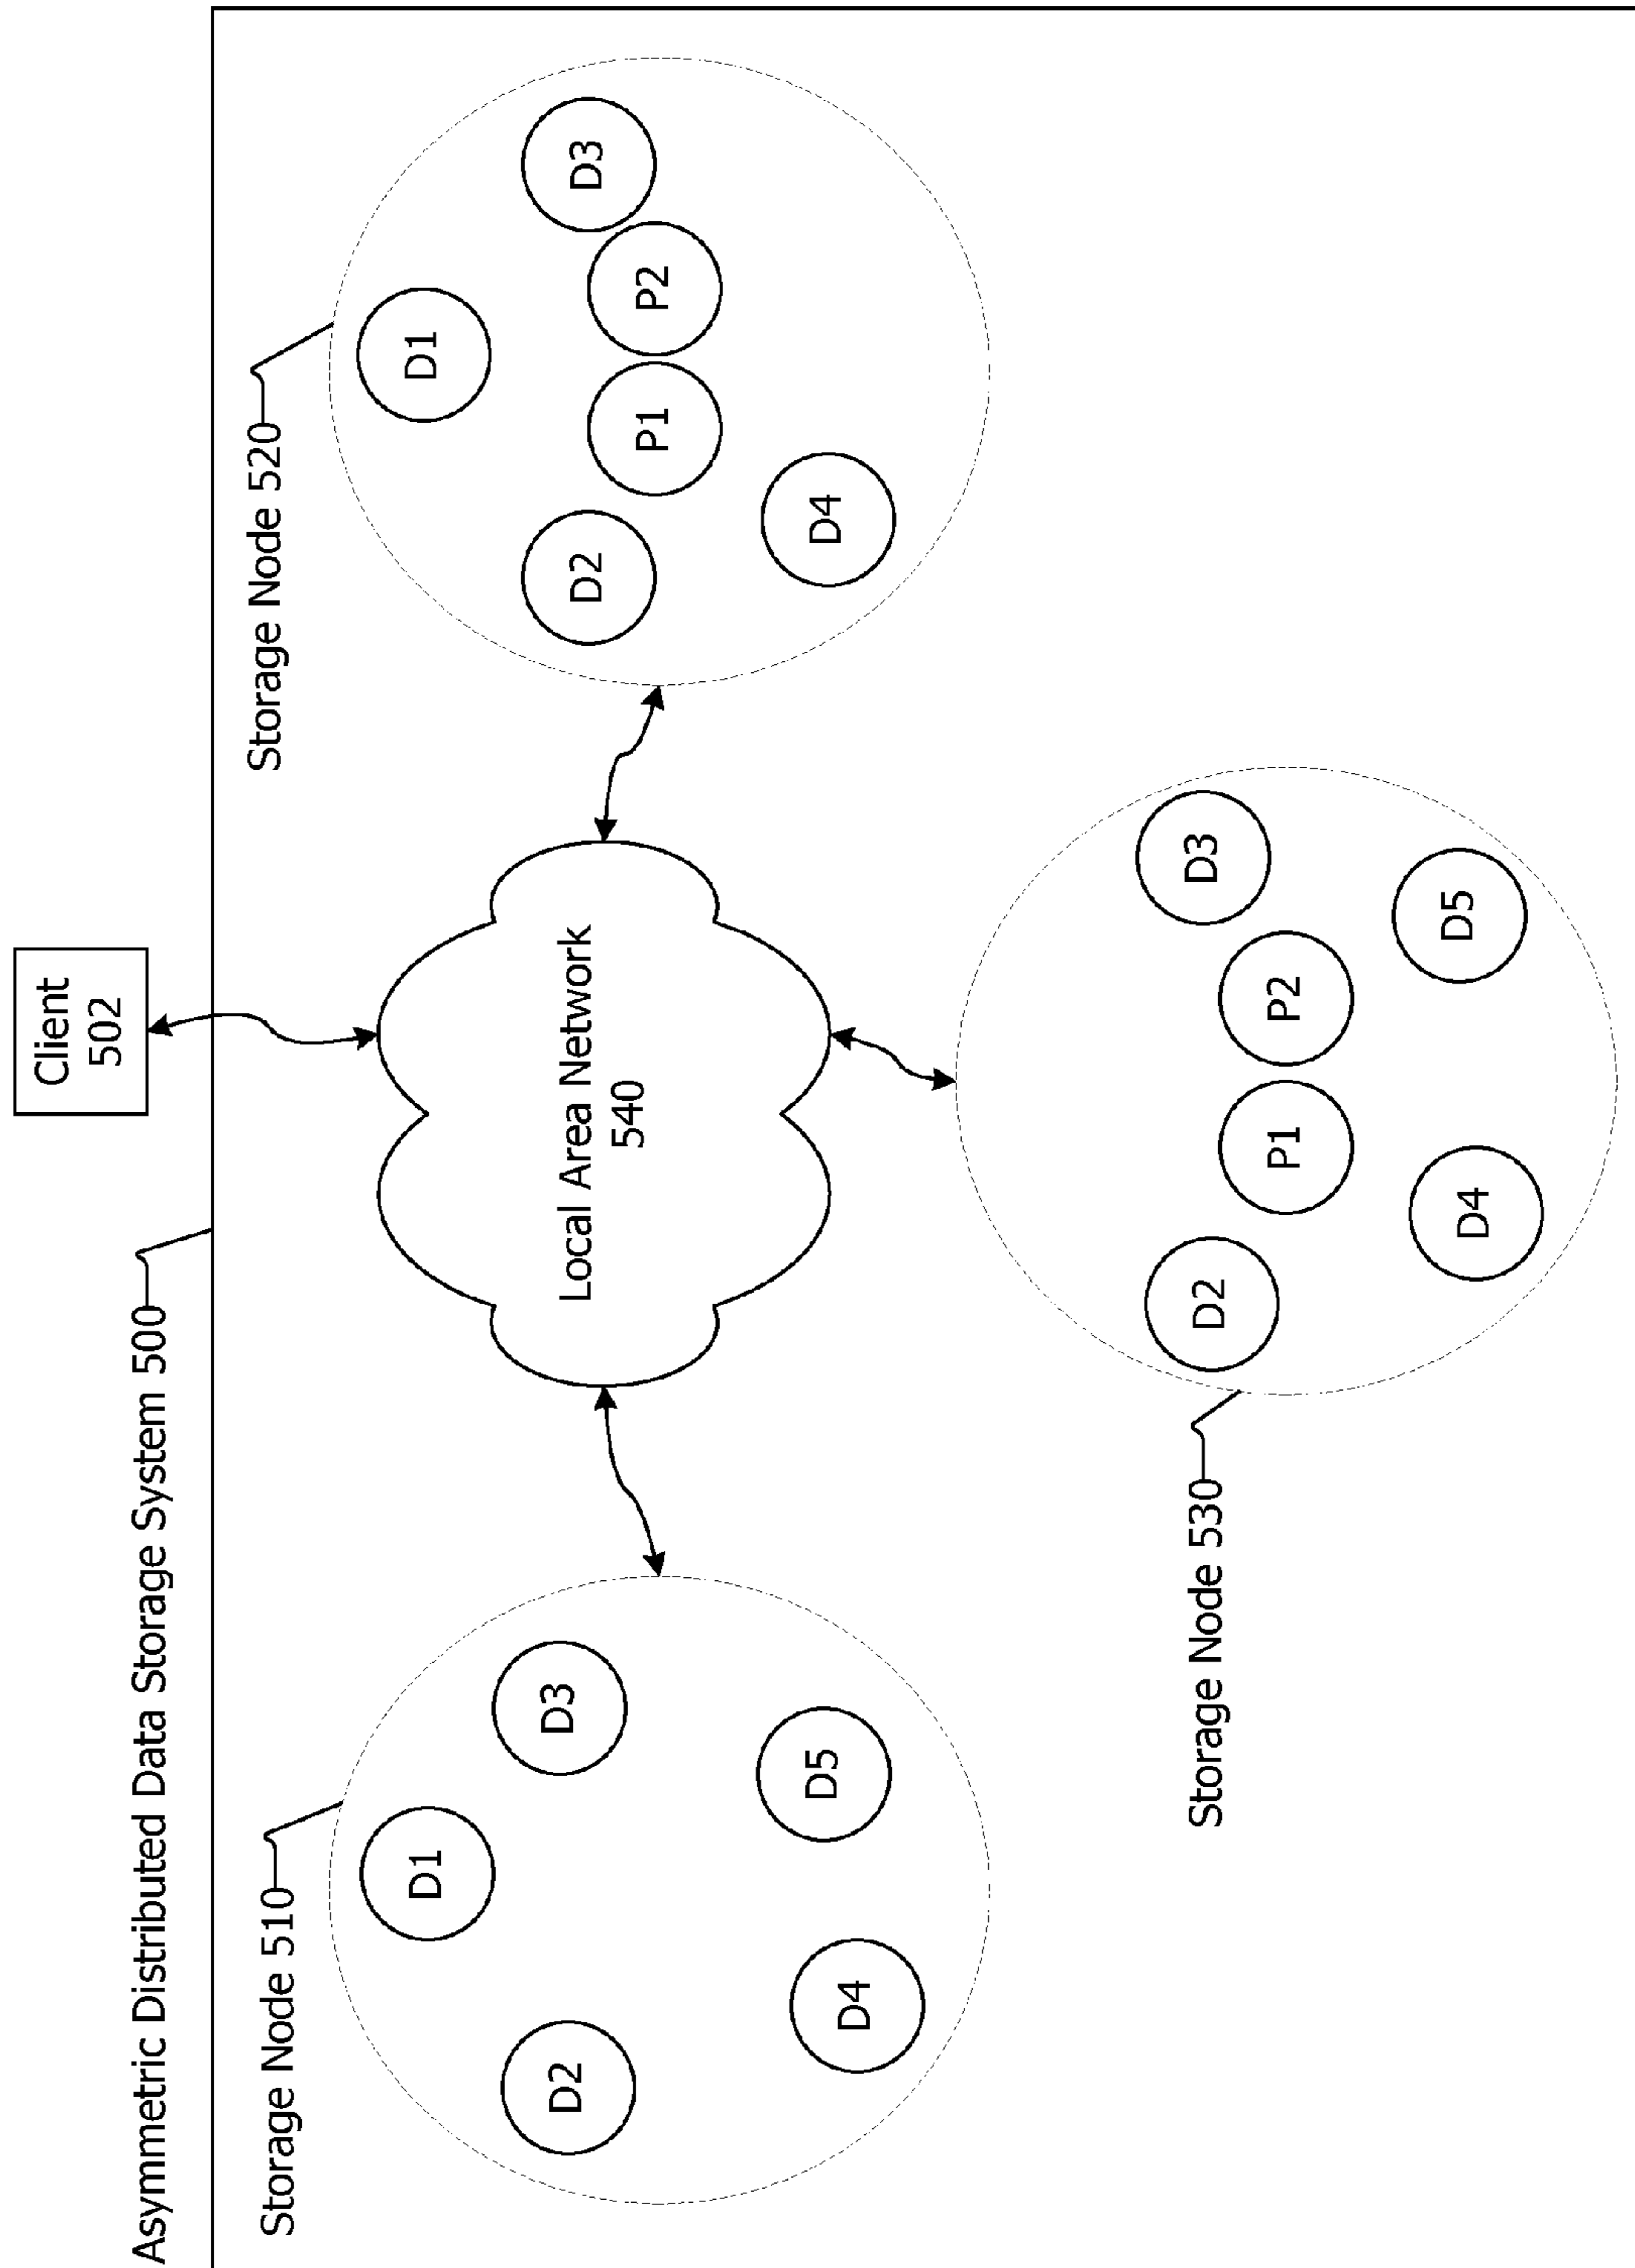 Client
502
Asymmetric Distributed Data Storage System 500
Storage Node 510
D1
D2
D3
D4
D5
Local Area Network
540
Storage Node 520
D1
D2
D3
P1
P2
D4
Storage Node 530
D2
D3
P1
P2
D4
D5